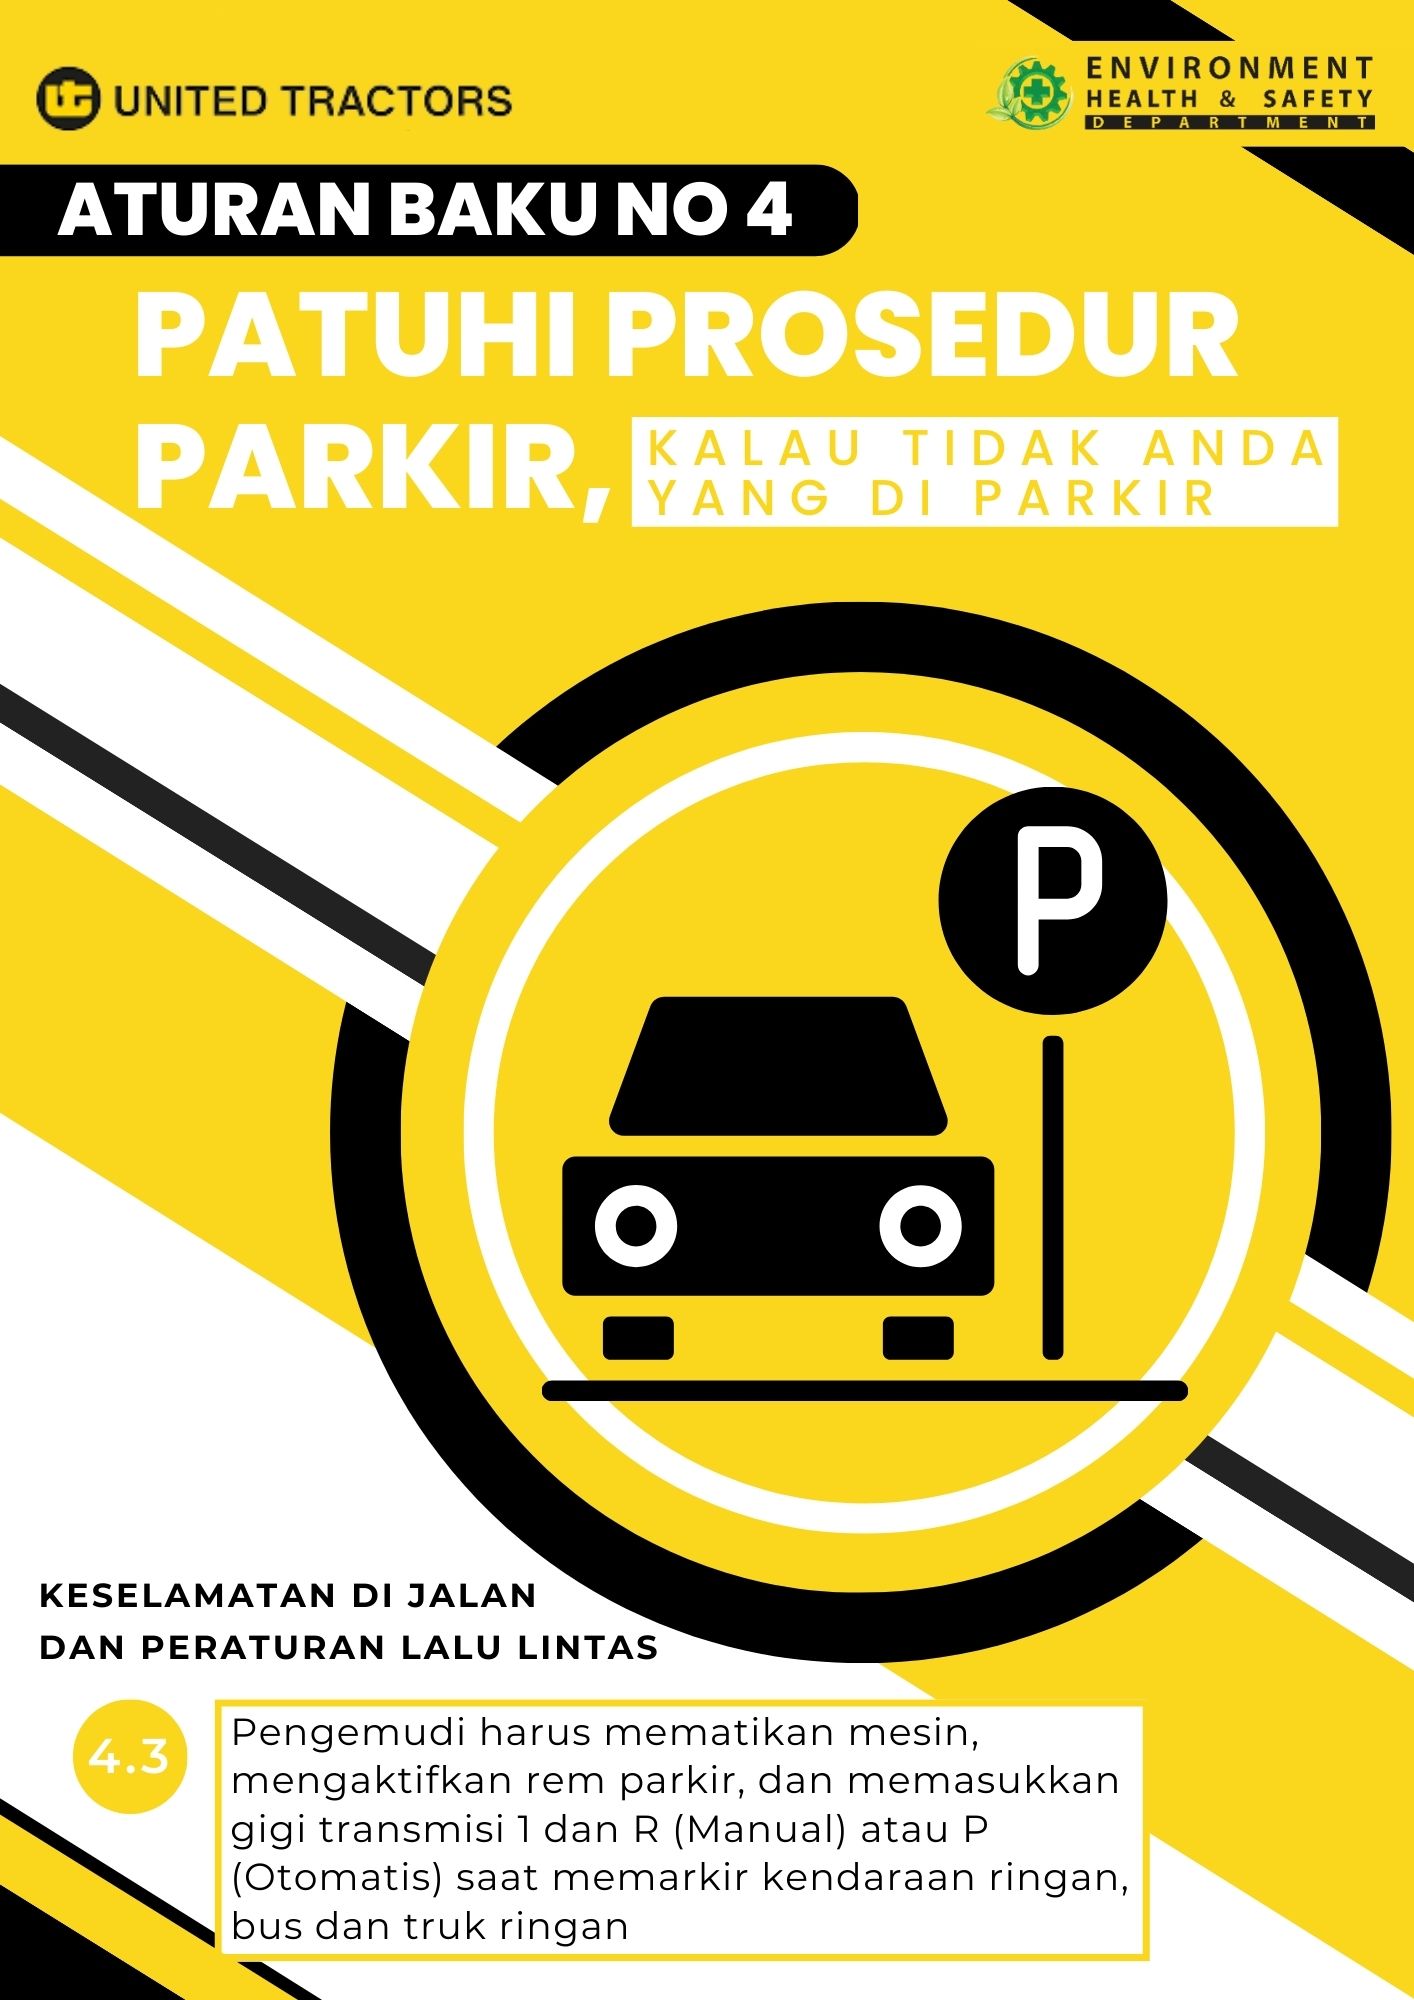 UNITED TRACTORS
ENVIRONMENT
HEALTH & SAFETY
DEPARTMENT
ATURAN BAKU NO 4
PATUHI PROSEDUR
PARKIR,
KALAU TIDAK ANDA
YANG DI PARKIR
P
KESELAMATAN DI JALAN
DAN PERATURAN LALU LINTAS
4.3
Pengemudi harus mematikan mesin,
mengaktifkan rem parkir, dan memasukkan
gigi transmisi 1 dan R (Manual) atau P
(Otomatis) saat memarkir kendaraan ringan,
bus dan truk ringan